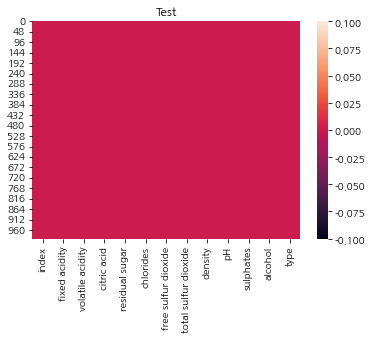 Test
0
48
96
144
192
240
288
336
384
432
480
528
576
624
672
720
768
816
864
912
960
index
fixed acidity
volatile acidity
citric acid
residual sugar
chlorides
free sulfur dioxide
total sulfur dioxide
density
pH
sulphates
alcohol
type
0.100
0.075
0.050
0.025
0.000
-0.025
-0.050
-0.075
-0.100